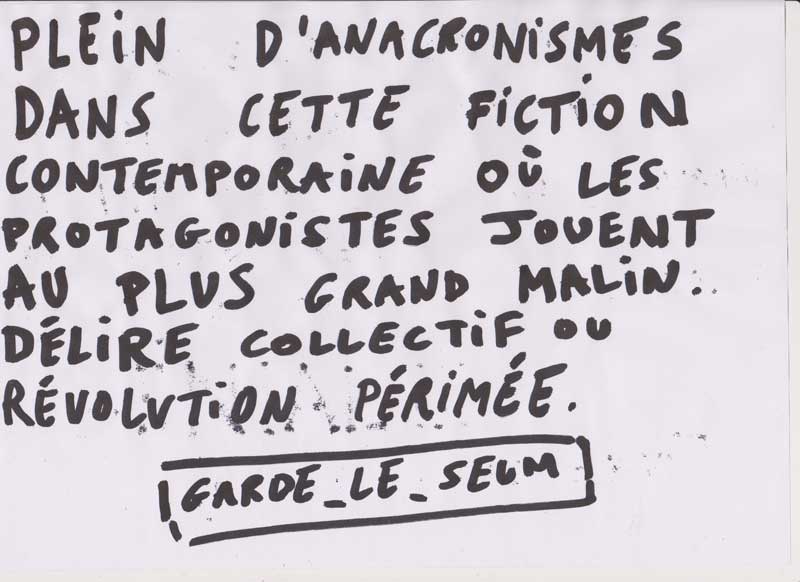 PLEiN D'ANACRONiSMES
DANS CETTE FiCTiON
CONTEMPORAiNE OÙ LES
PROTAGONiSTES JOUENT
AU PLUS GRAND MALiN.
DÉLiRE COLLECTiF OU
RÉVOLUTiON PÉRiMÉE.
GARDE_LE_SEUM